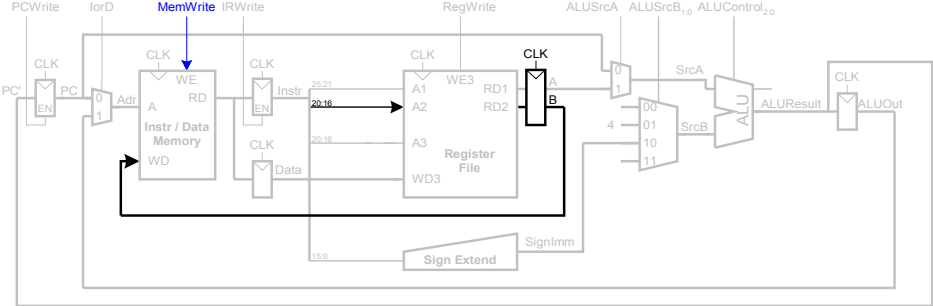 PCWrite IorD MemWrite IRWrite RegWrite ALUSrcA ALUSrcB1:0 ALUControl2:0
CLK CLK CLK CLK CLK CLK
PC' PC EN 0 1 Adr
WE A RD Instr / Data Memory WD
EN Instr
CLK Data
25:21 20:16 20:16 15:0
WE3 A1 RD1 A2 RD2 A3 Register File WD3
A B
0 1 SrcA
4 00 01 10 11 SrcB
ALU ALUResult ALUOut
SignImm
Sign Extend